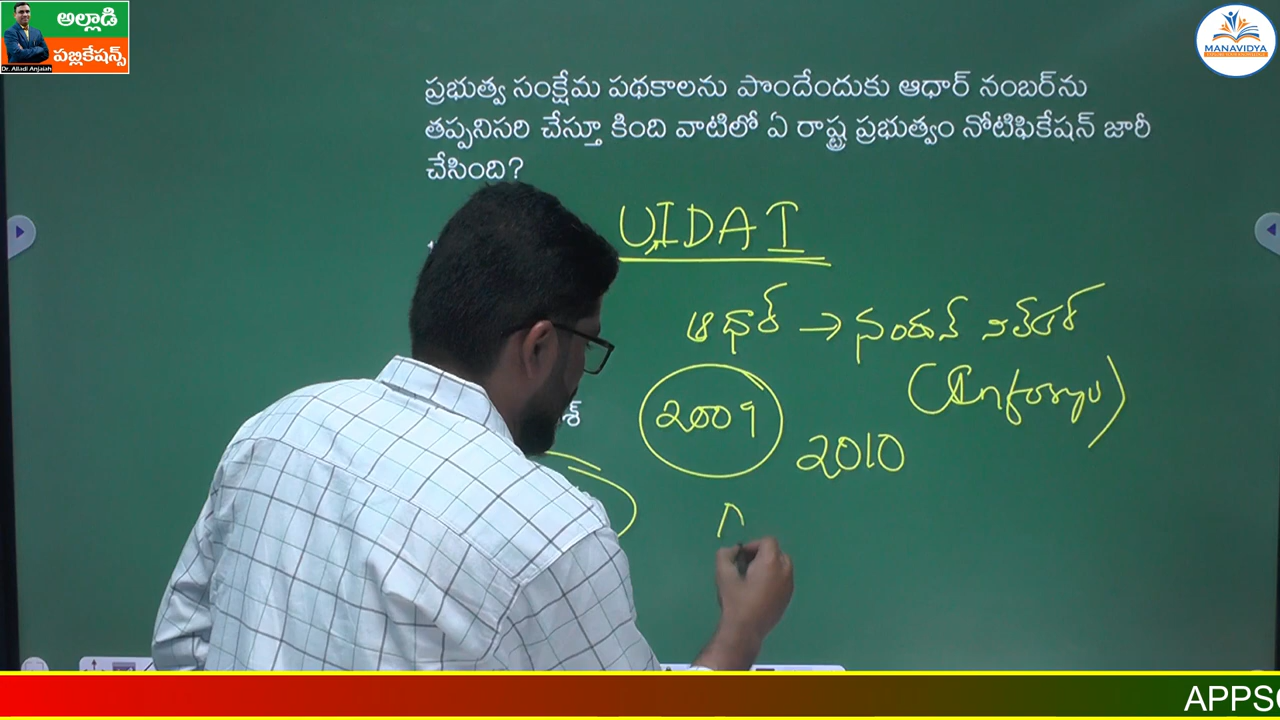 అల్లాడి
పబ్లికేషన్స్
Dr. Alladi Anjaiah
MANAVIDYA
ప్రభుత్వ సంక్షేమ పథకాలను పొందేందుకు ఆధార్ నంబర్‌ను
తప్పనిసరి చేస్తూ కింది వాటిలో ఏ రాష్ట్ర ప్రభుత్వం నోటిఫికేషన్ జారీ
చేసింది?
UIDAI
ఆధార్ → నందన్
2009
2010
APPSC